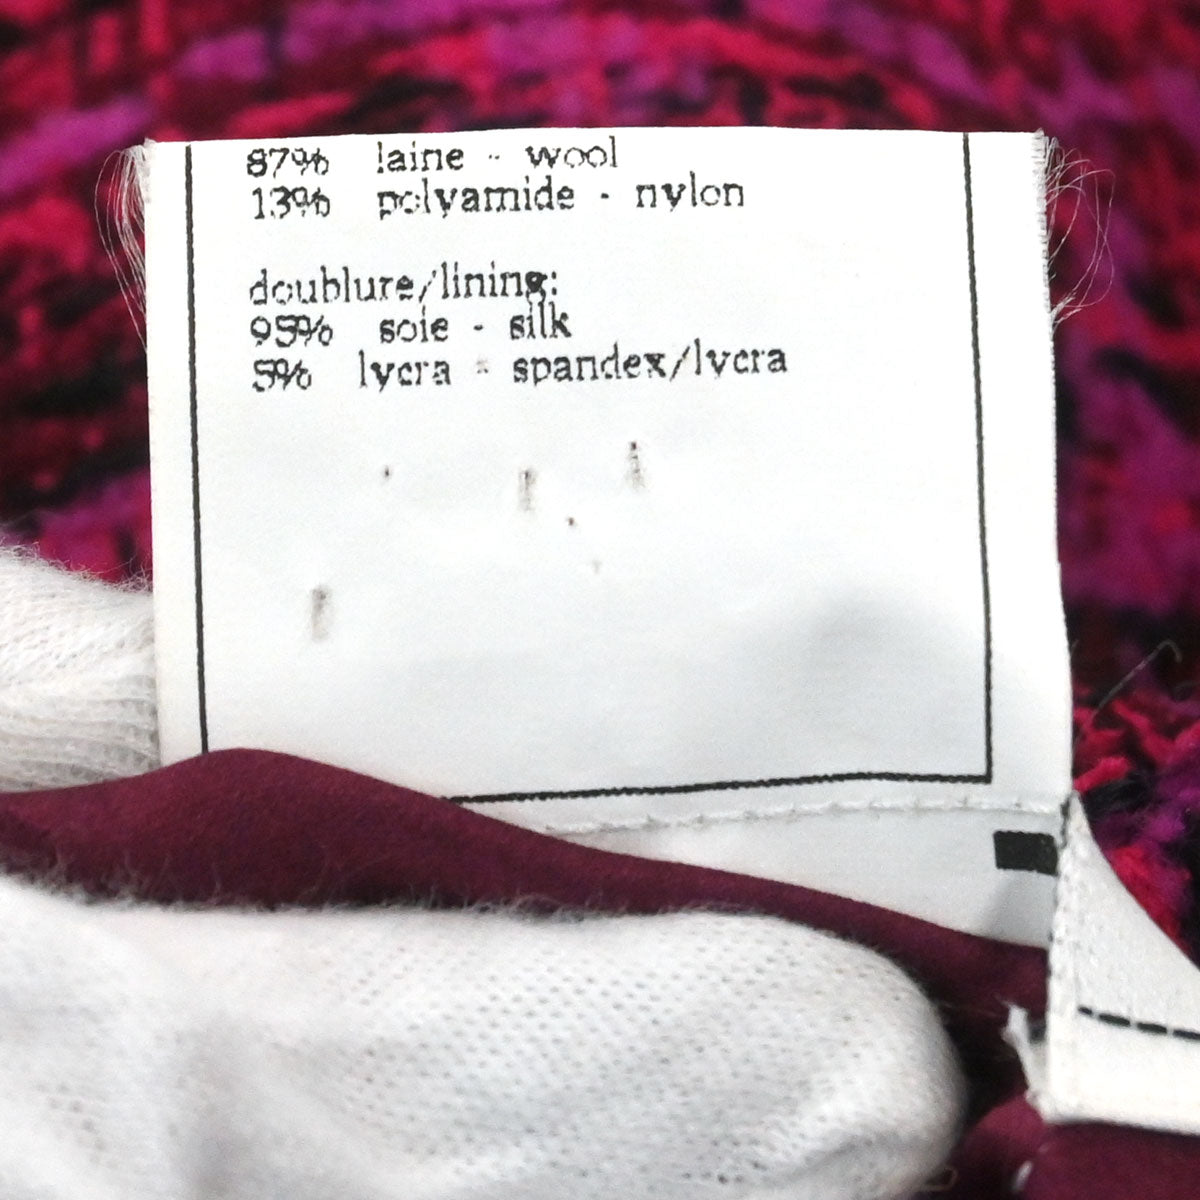 87% laine - wool
13% polyamide - nylon
doublure/lining:
95% soie - silk
5% lycra - spandex/lycra